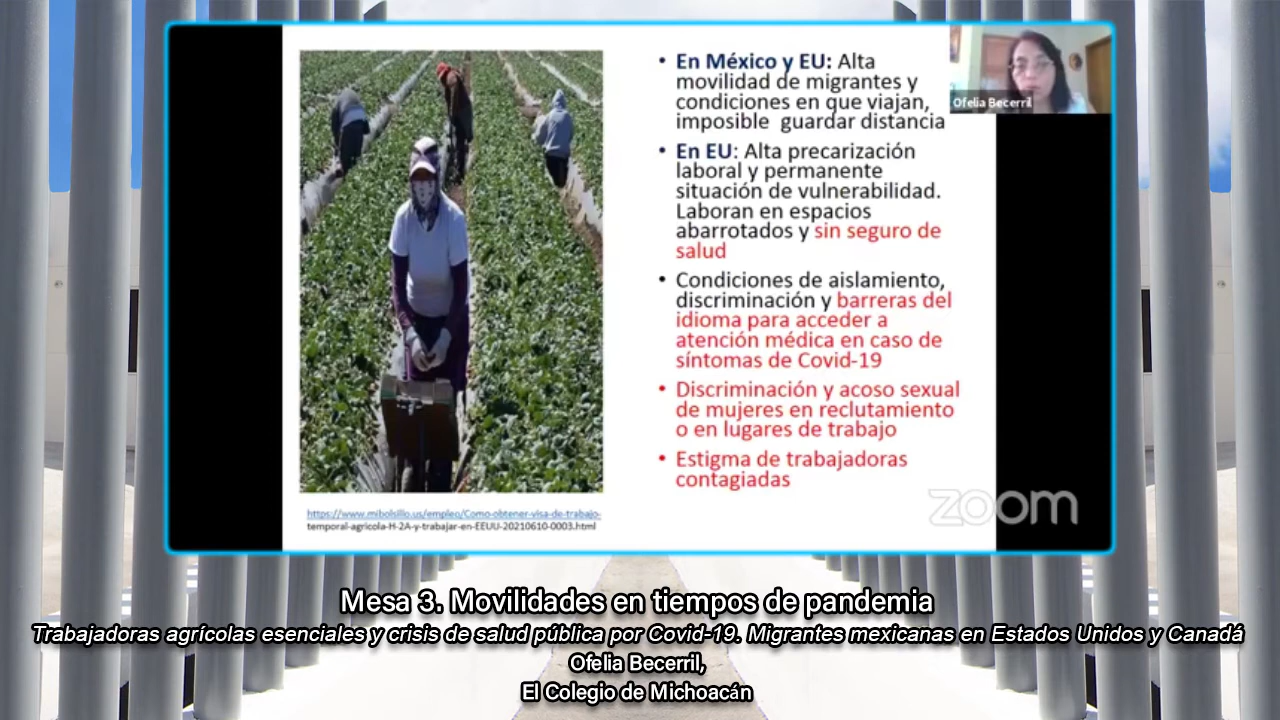 • En México y EU: Alta
movilidad de migrantes y
condiciones en que viajan,
imposible guardar distancia
• En EU: Alta precarización
laboral y permanente
situación de vulnerabilidad.
Laboran en espacios
abarrotados y sin seguro de
salud
• Condiciones de aislamiento,
discriminación y barreras del
idioma para acceder a
atención médica en caso de
síntomas de Covid-19
• Discriminación y acoso sexual
de mujeres en reclutamiento
o en lugares de trabajo
• Estigma de trabajadoras
contagiadas
Ofelia Becerril
https://www.mibolsillo.us/empleo/Como-obtener-visa-de-trabajo-
temporal-agricola-H-2A-y-trabajar-en-EEUU-20210610-0003.html
zoom
Mesa 3. Movilidades en tiempos de pandemia
Trabajadoras agrícolas esenciales y crisis de salud pública por Covid-19. Migrantes mexicanas en Estados Unidos y Canadá
Ofelia Becerril,
El Colegio de Michoacán